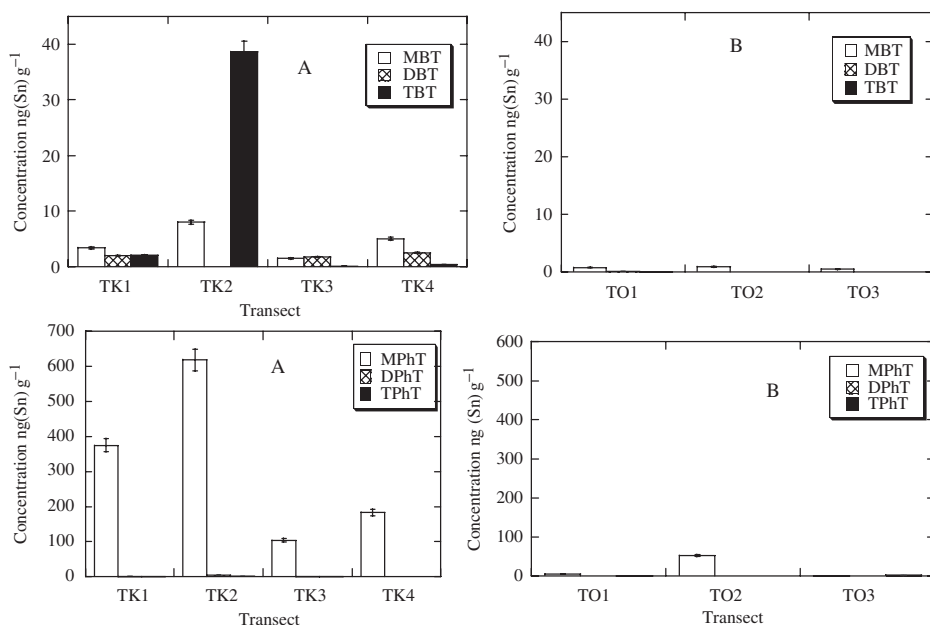 40
30
20
10
0
Concentration ng(Sn) g⁻¹
A
MBT
DBT
TBT
TK1 TK2 TK3 TK4
Transect
40
30
20
10
0
Concentration ng(Sn) g⁻¹
B
MBT
DBT
TBT
TO1 TO2 TO3
700
600
500
400
300
200
100
0
Concentration ng(Sn) g⁻¹
A
MPhT
DPhT
TPhT
TK1 TK2 TK3 TK4
600
500
400
300
200
100
0
Concentration ng (Sn) g⁻¹
B
MPhT
DPhT
TPhT
TO1 TO2 TO3
Transect